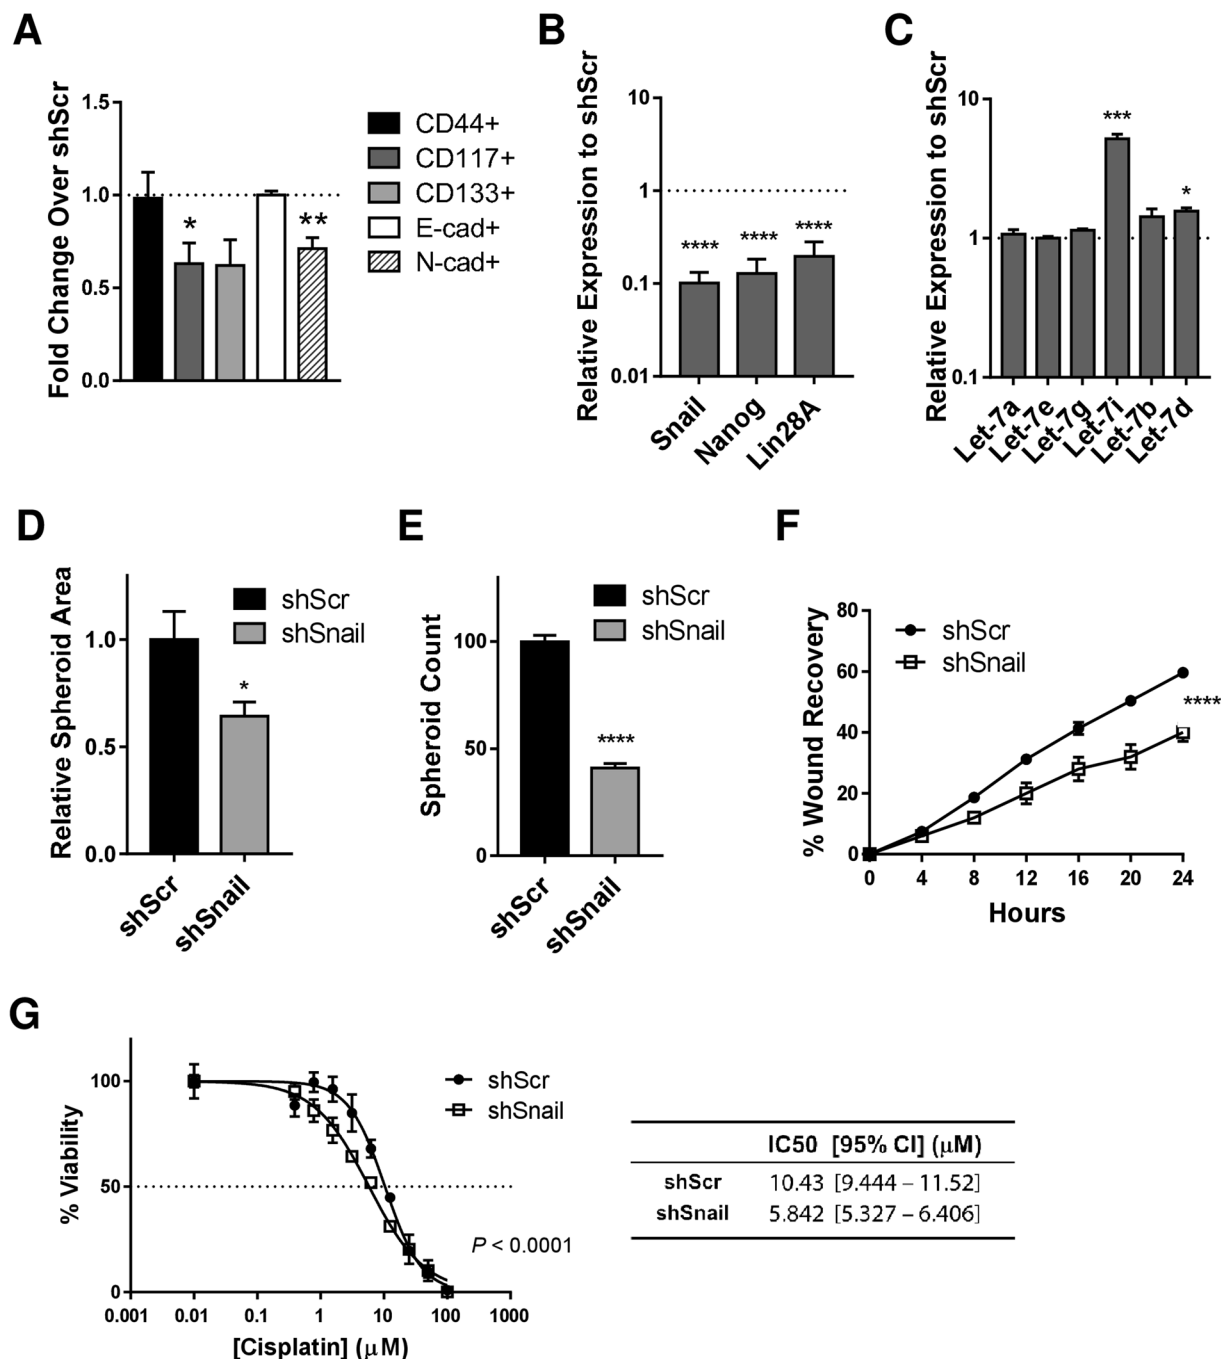 A
Fold Change Over shScr
1.5
1.0
0.5
0.0
*
**
CD44+
CD117+
CD133+
E-cad+
N-cad+
B
Relative Expression to shScr
10
1
0.1
0.01
****
****
****
Snail
Nanog
Lin28A
C
Relative Expression to shScr
10
1
0.1
***
*
Let-7a
Let-7e
Let-7g
Let-7i
Let-7b
Let-7d
D
Relative Spheroid Area
1.0
0.5
0.0
shScr
shSnail
*
shScr
shSnail
E
Spheroid Count
100
50
0
shScr
shSnail
****
shScr
shSnail
F
% Wound Recovery
80
60
40
20
0
shScr
shSnail
****
0 4 8 12 16 20 24
Hours
G
% Viability
100
50
0
shScr
shSnail
P < 0.0001
0.001 0.01 0.1 1 10 100 1000
[Cisplatin] (μM)
IC50 [95% CI] (μM)
shScr 10.43 [9.444 – 11.52]
shSnail 5.842 [5.327 – 6.406]